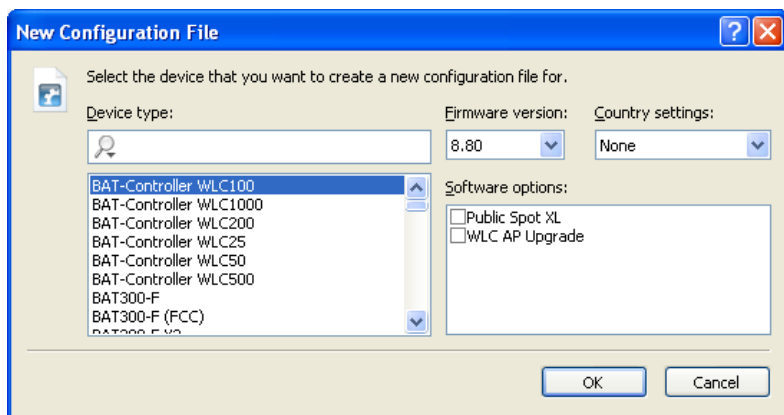 New Configuration File
Select the device that you want to create a new configuration file for.
Device type:
Firmware version:
Country settings:
8.80
None
BAT-Controller WLC100
BAT-Controller WLC1000
BAT-Controller WLC200
BAT-Controller WLC25
BAT-Controller WLC50
BAT-Controller WLC500
BAT300-F
BAT300-F (FCC)
Software options:
Public Spot XL
WLC AP Upgrade
OK
Cancel